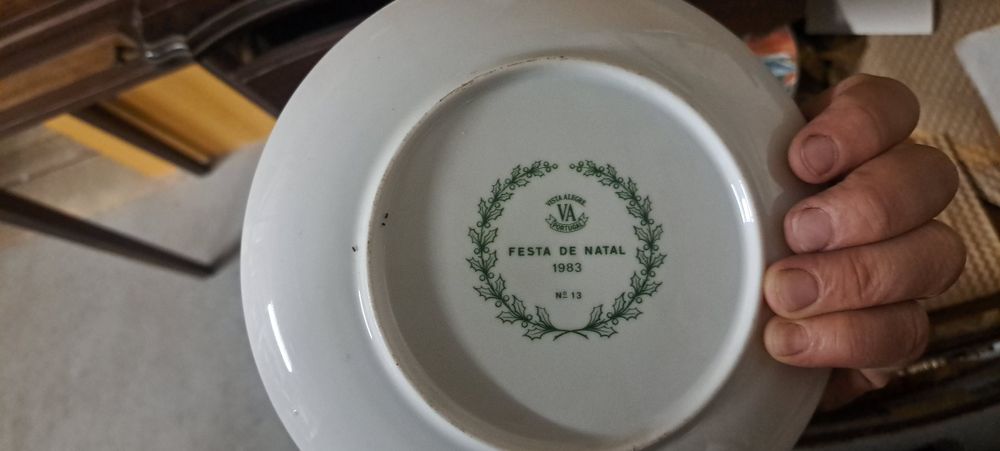 VISTA ALEGRE
VA
PORTUGAL
FESTA DE NATAL
1983
Nº 13